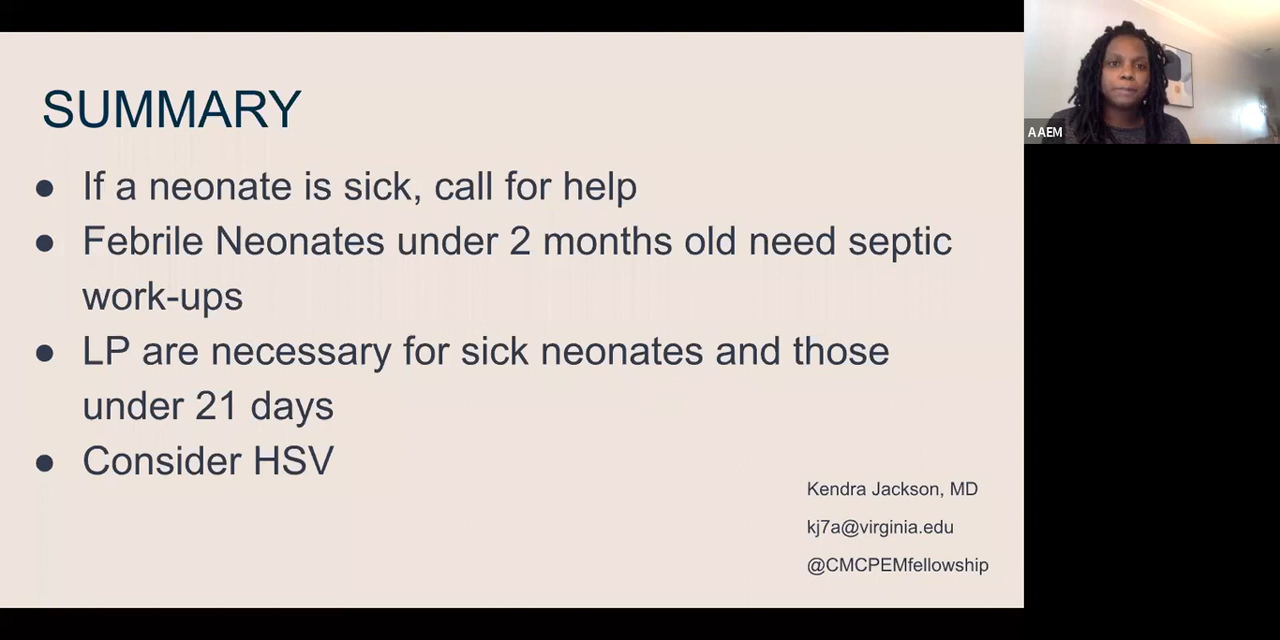 SUMMARY
● If a neonate is sick, call for help
● Febrile Neonates under 2 months old need septic
work-ups
● LP are necessary for sick neonates and those
under 21 days
● Consider HSV
Kendra Jackson, MD
kj7a@virginia.edu
@CMCPEMfellowship
AAEM